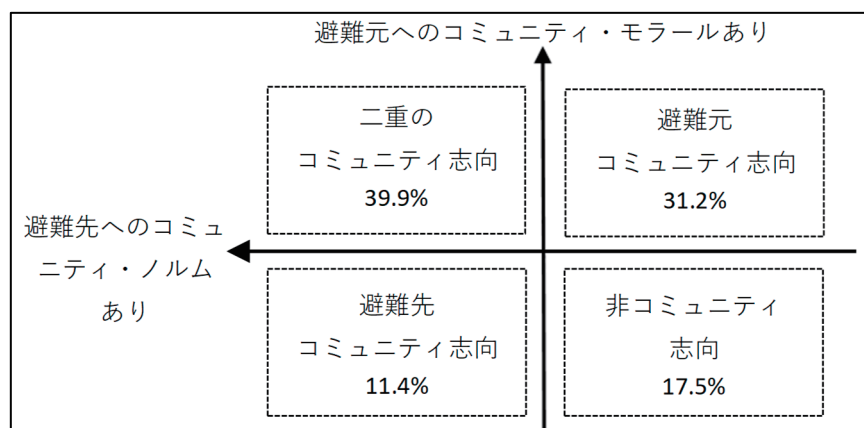 避難元へのコミュニティ・モラールあり
二重の
コミュニティ志向
39.9%
避難元
コミュニティ志向
31.2%
避難先へのコミュ
ニティ・ノルム
あり
避難先
コミュニティ志向
11.4%
非コミュニティ
志向
17.5%